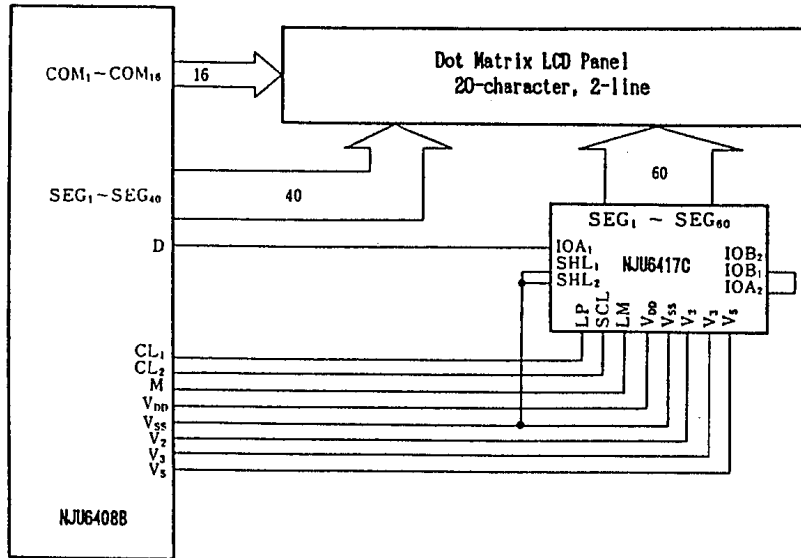 COM₁~COM₁₆
16
Dot Matrix LCD Panel
20-character, 2-line
SEG₁~SEG₄₀
40
60
SEG₁ ~ SEG₆₀
D
IOA₁
SHL₁
SHL₂
NJU6417C
IOB₂
IOB₁
IOA₂
LP
SCL
LM
V_DD
V_SS
V₂
V₃
V₅
CL₁
CL₂
M
V_DD
V_SS
V₂
V₃
V₅
NJU6408B